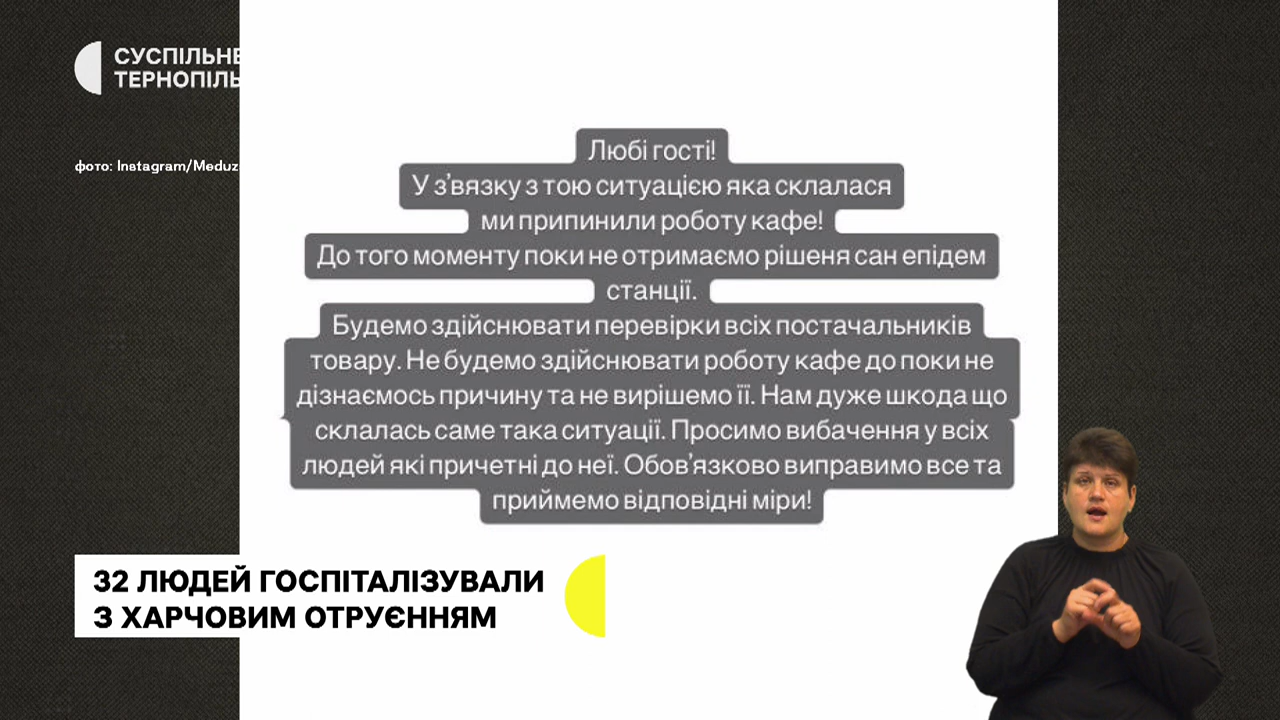 СУСПІЛЬНЕ
ТЕРНОПІЛЬ
фото: Instagram/Meduz
Любі гості!
У зв'язку з тою ситуацією яка склалася
ми припинили роботу кафе!
До того моменту поки не отримаємо рішеня сан епідем
станції.
Будемо здійснювати перевірки всіх постачальників
товару. Не будемо здійснювати роботу кафе до поки не
дізнаємось причину та не вирішемо її. Нам дуже шкода що
склалась саме така ситуації. Просимо вибачення у всіх
людей які причетні до неї. Обов'язково виправимо все та
приймемо відповідні міри!
32 ЛЮДЕЙ ГОСПІТАЛІЗУВАЛИ
З ХАРЧОВИМ ОТРУЄННЯМ